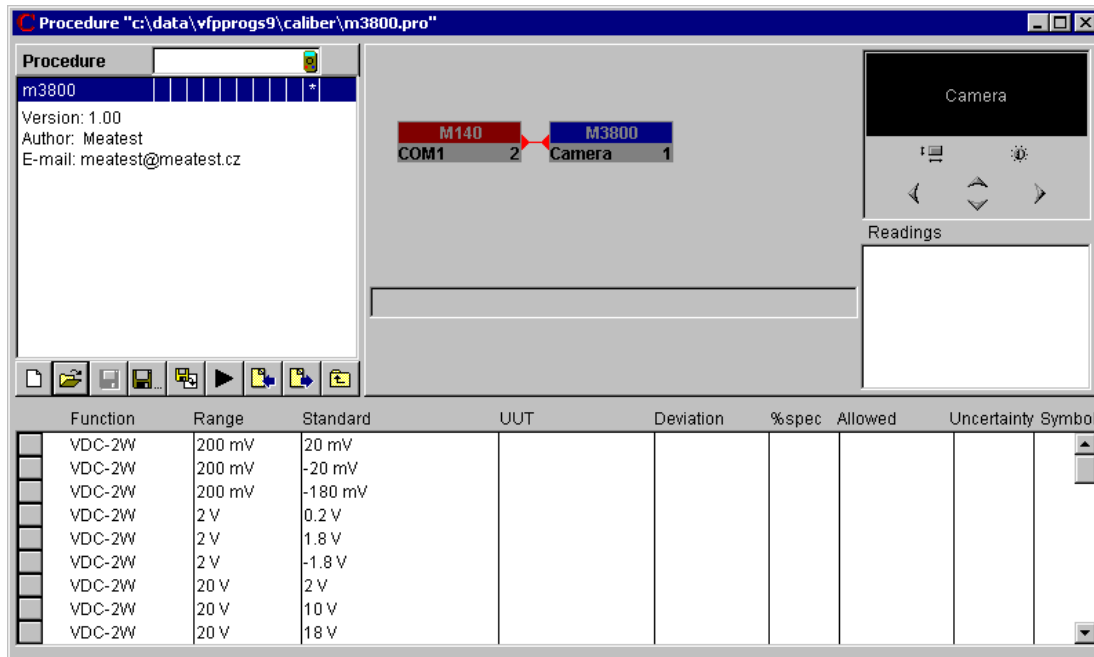 Procedure "c:\data\vfpprogs9\caliber\m3800.pro"
Procedure
m3800 *
Version: 1.00
Author: Meatest
E-mail: meatest@meatest.cz
M140 M3800
COM1 2 Camera 1
Camera
Readings
Function Range Standard UUT Deviation %spec Allowed Uncertainty Symbol
VDC-2W 200 mV 20 mV
VDC-2W 200 mV -20 mV
VDC-2W 200 mV -180 mV
VDC-2W 2 V 0.2 V
VDC-2W 2 V 1.8 V
VDC-2W 2 V -1.8 V
VDC-2W 20 V 2 V
VDC-2W 20 V 10 V
VDC-2W 20 V 18 V